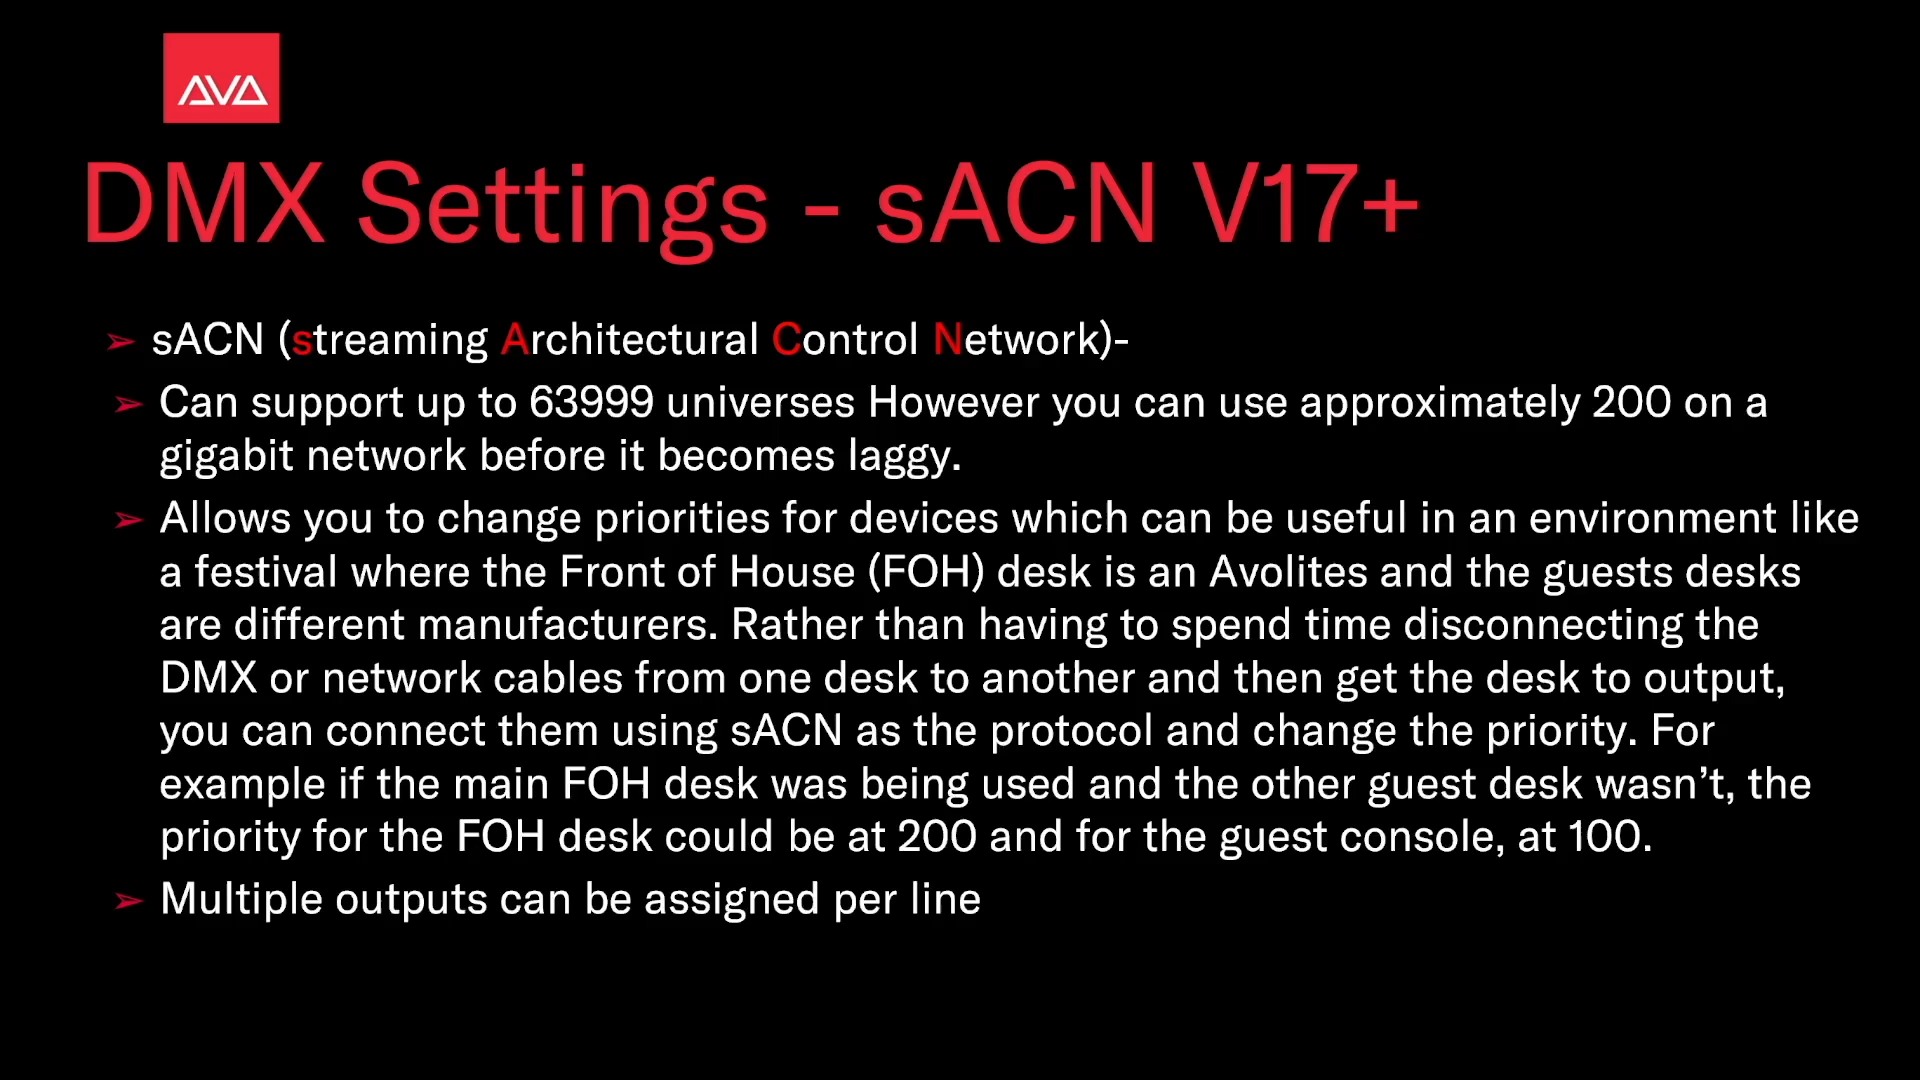 AVA
DMX Settings - sACN V17+
➢ sACN (streaming Architectural Control Network)-
➢ Can support up to 63999 universes However you can use approximately 200 on a
gigabit network before it becomes laggy.
➢ Allows you to change priorities for devices which can be useful in an environment like
a festival where the Front of House (FOH) desk is an Avolites and the guests desks
are different manufacturers. Rather than having to spend time disconnecting the
DMX or network cables from one desk to another and then get the desk to output,
you can connect them using sACN as the protocol and change the priority. For
example if the main FOH desk was being used and the other guest desk wasn’t, the
priority for the FOH desk could be at 200 and for the guest console, at 100.
➢ Multiple outputs can be assigned per line